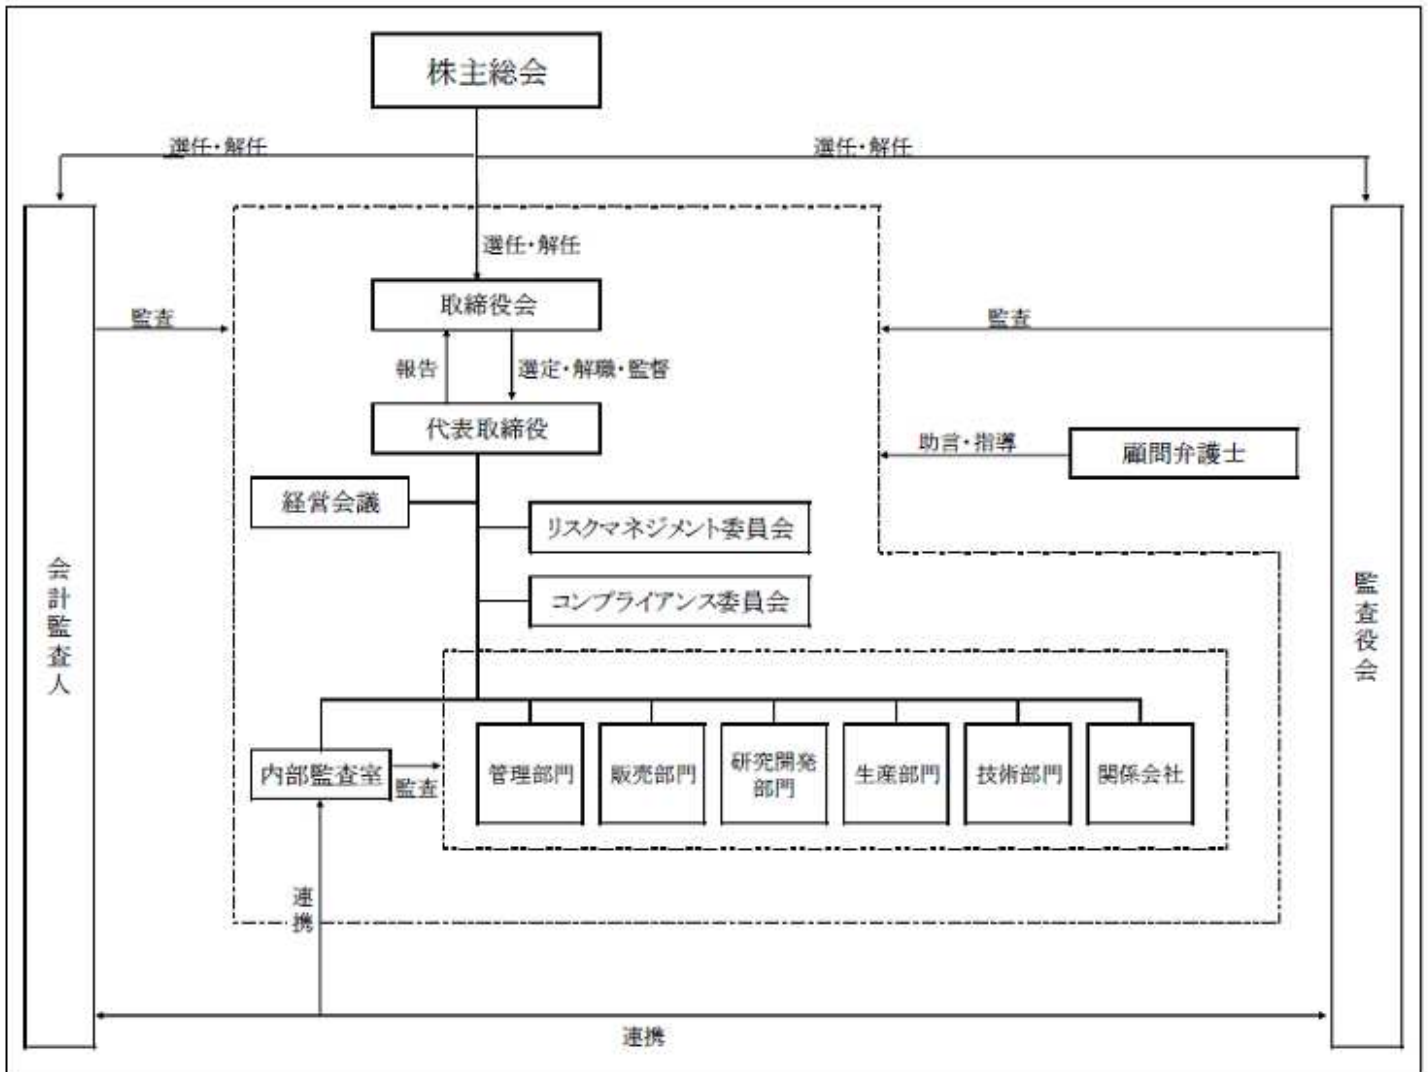 株主総会
選任・解任
選任・解任
選任・解任
取締役会
監査
監査
報告
選定・解職・監督
代表取締役
助言・指導
顧問弁護士
経営会議
リスクマネジメント委員会
コンプライアンス委員会
会計監査人
監査役会
内部監査室
監査
管理部門
販売部門
研究開発
部門
生産部門
技術部門
関係会社
連携
連携